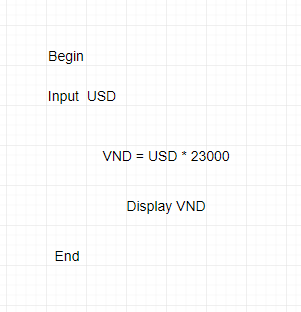 Begin
Input USD
VND = USD * 23000
Display VND
End